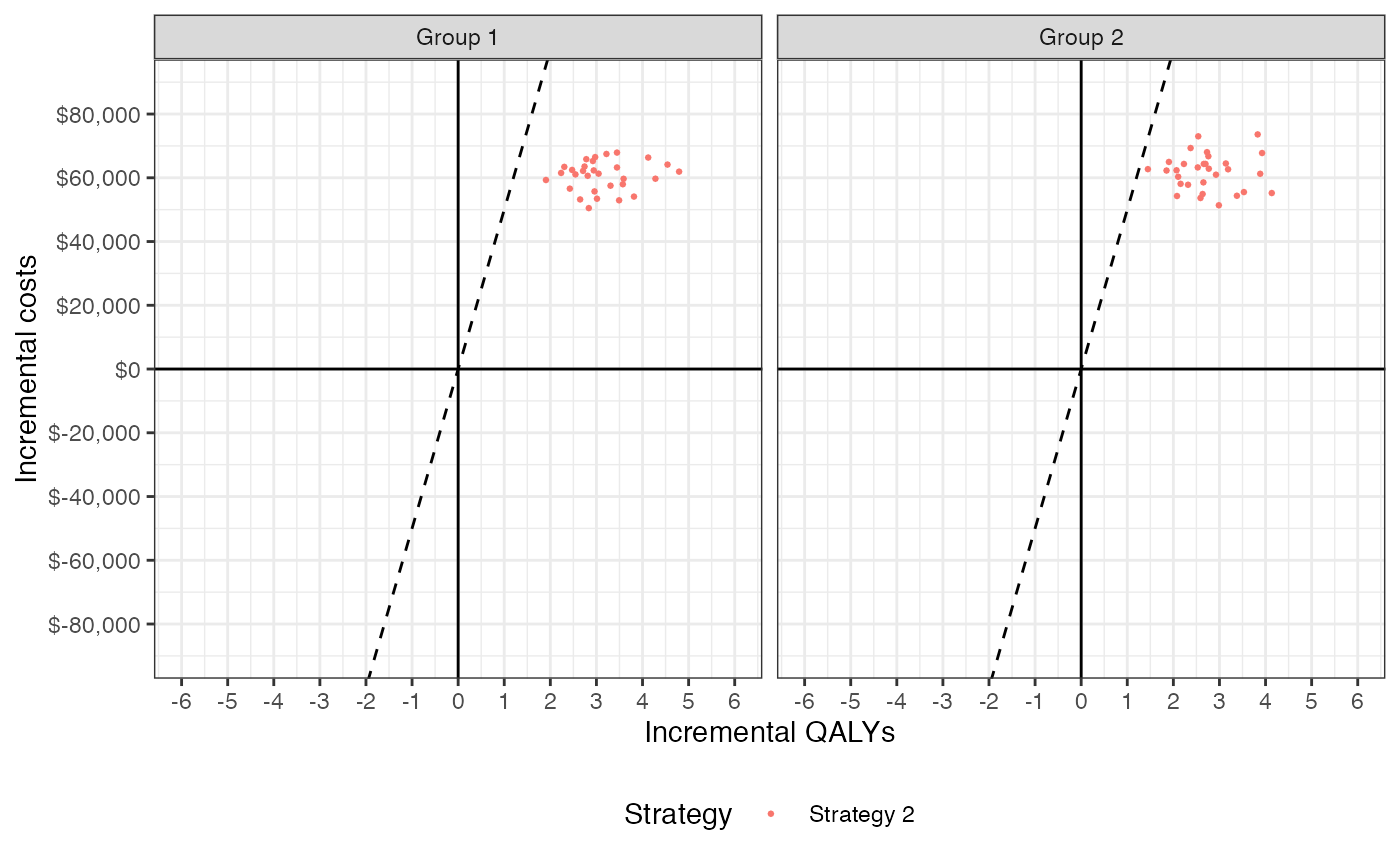 Group 1
Group 2
Incremental costs
$80,000
$60,000
$40,000
$20,000
$0
$-20,000
$-40,000
$-60,000
$-80,000
-6 -5 -4 -3 -2 -1 0 1 2 3 4 5 6
-6 -5 -4 -3 -2 -1 0 1 2 3 4 5 6
Incremental QALYs
Strategy Strategy 2